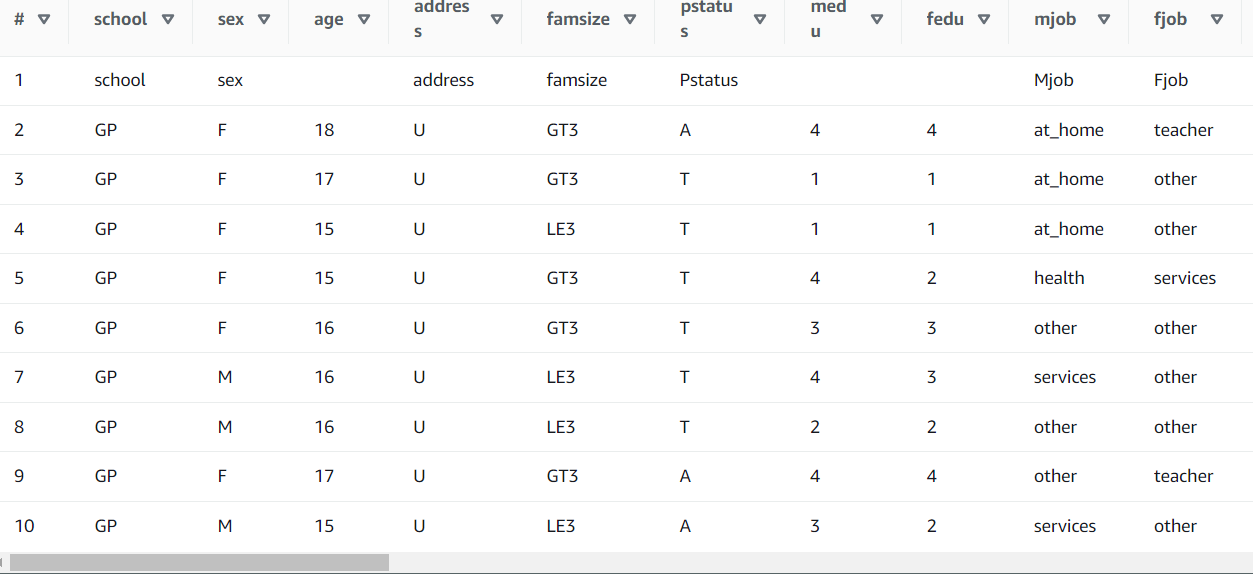 # school sex age addres s famsize pstatu s med u fedu mjob fjob
1 school sex address famsize Pstatus Mjob Fjob
2 GP F 18 U GT3 A 4 4 at_home teacher
3 GP F 17 U GT3 T 1 1 at_home other
4 GP F 15 U LE3 T 1 1 at_home other
5 GP F 15 U GT3 T 4 2 health services
6 GP F 16 U GT3 T 3 3 other other
7 GP M 16 U LE3 T 4 3 services other
8 GP M 16 U LE3 T 2 2 other other
9 GP F 17 U GT3 A 4 4 other teacher
10 GP M 15 U LE3 A 3 2 services other